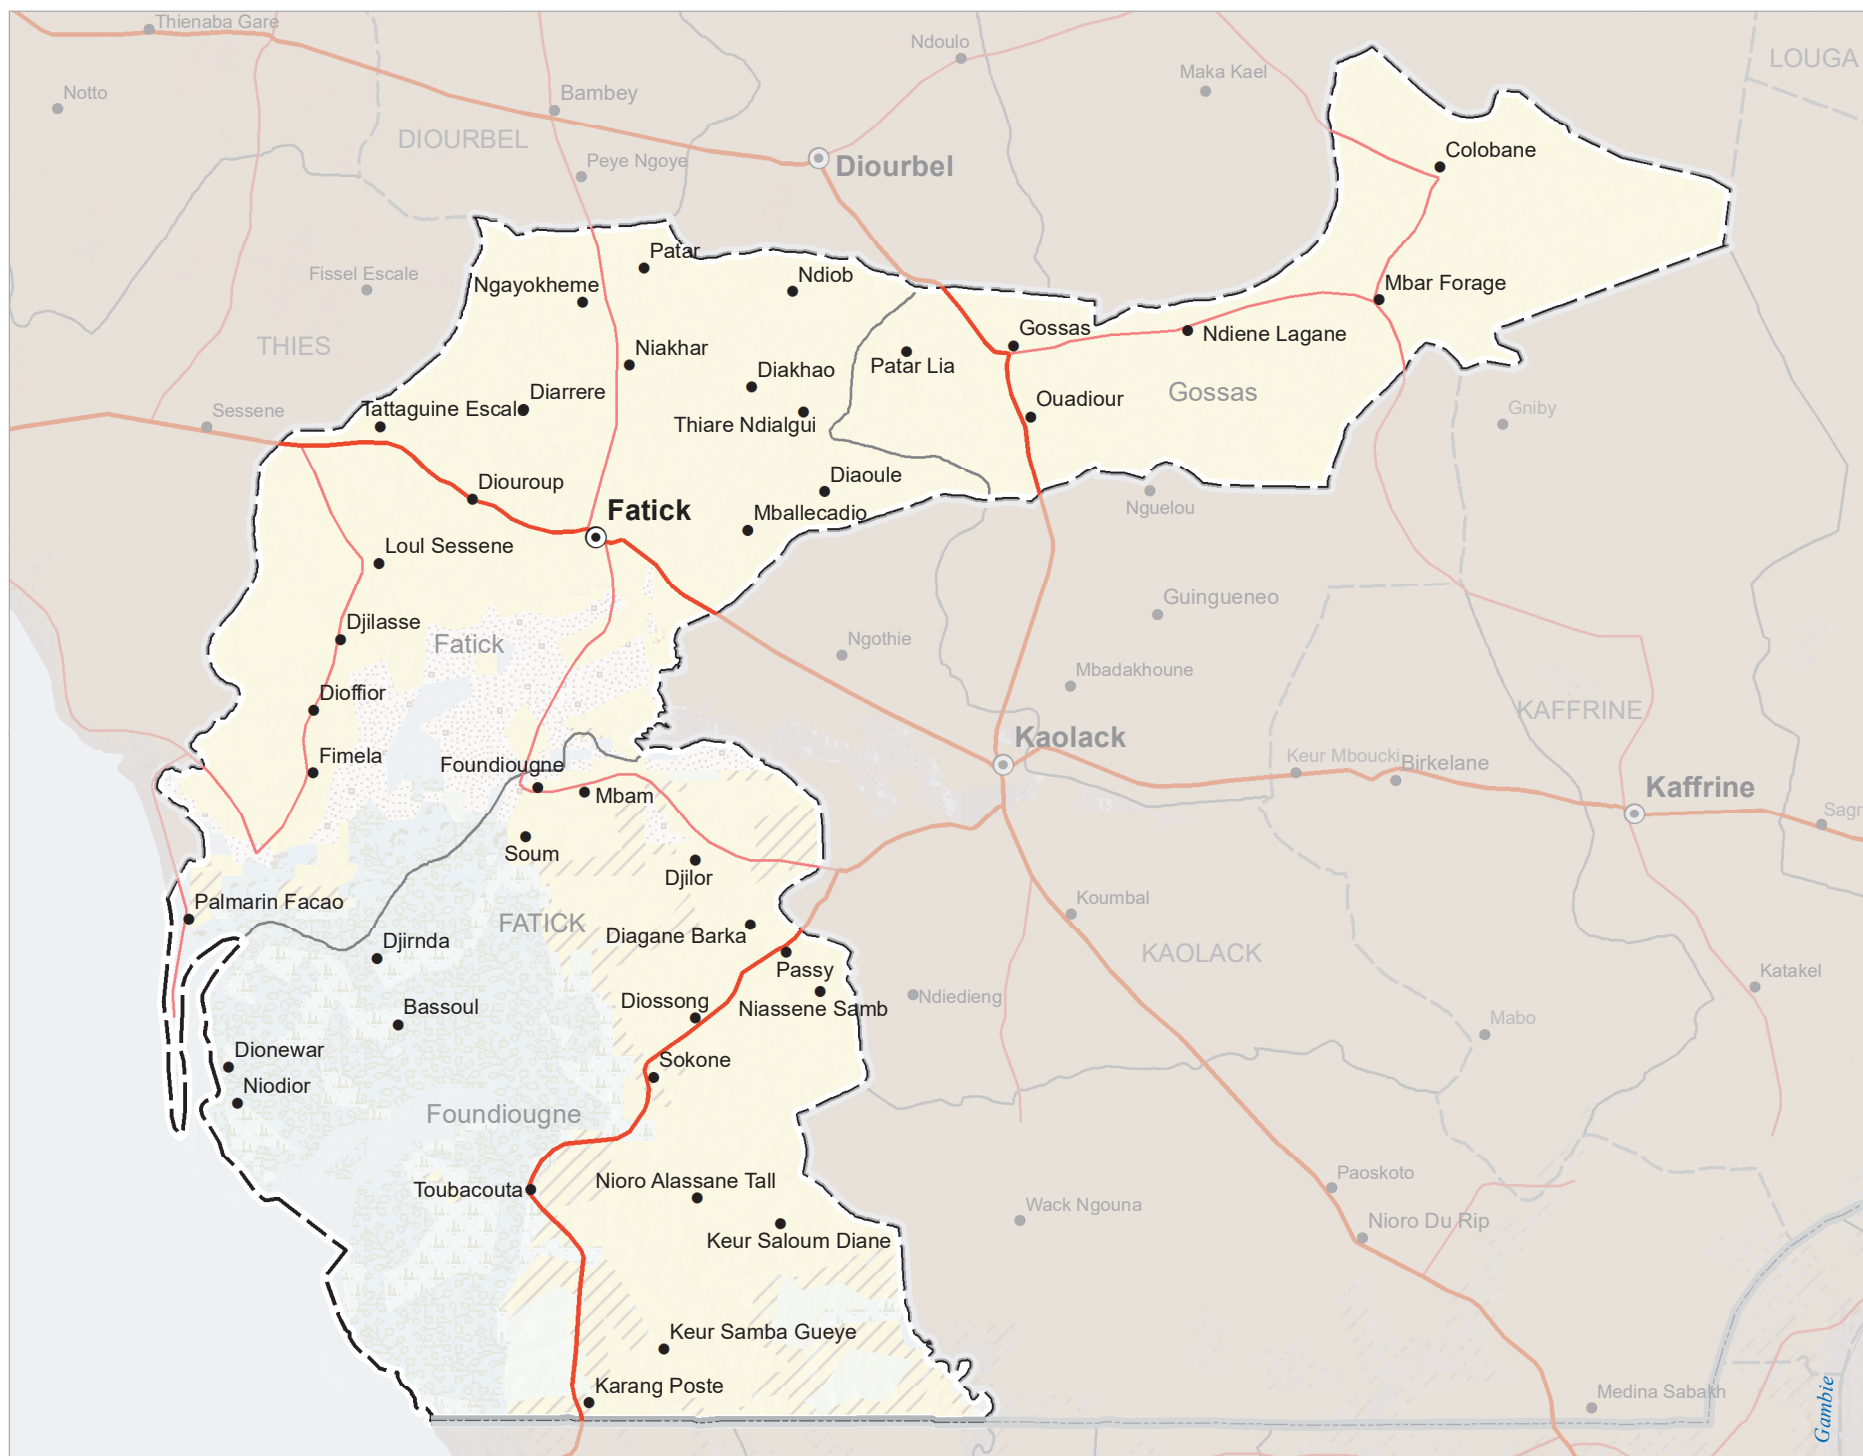 Thienaba Gare
Ndoulo
LOUGA
Maka Kael
Notto
Bambey
DIOURBEL
Colobane
Peye Ngoye
Diourbel
Patar
Fissel Escale
Ndiob
Ngayokheme
Mbar Forage
Gossas
Ndiene Lagane
THIES
Niakhar
Patar Lia
Diakhao
Diarrere
Gossas
Ouadiour
Tattaguine Escale
Sessene
Gniby
Thiare Ndialgui
Diaoule
Diouroup
Nguelou
Fatick
Mballecadio
Loul Sessene
Guingueneo
Djilasse
Fatick
Ngothie
Mbadakhoune
Dioffior
KAFFRINE
Kaolack
Fimela
Foundiougne
Keur Mboucki
Birkelane
Mbam
Kaffrine
Sagr
Soum
Djilor
Palmarin Facao
Koumbal
FATICK
Diagane Barka
Djirnda
KAOLACK
Passy
Katakel
Ndiedieng
Diossong
Niassene Samb
Bassoul
Mabo
Dionewar
Sokone
Niodior
Foundiougne
Paoskoto
Nioro Alassane Tall
Toubacouta
Wack Ngouna
Nioro Du Rip
Keur Saloum Diane
Keur Samba Gueye
Karang Poste
Medina Sabakh
Gambie